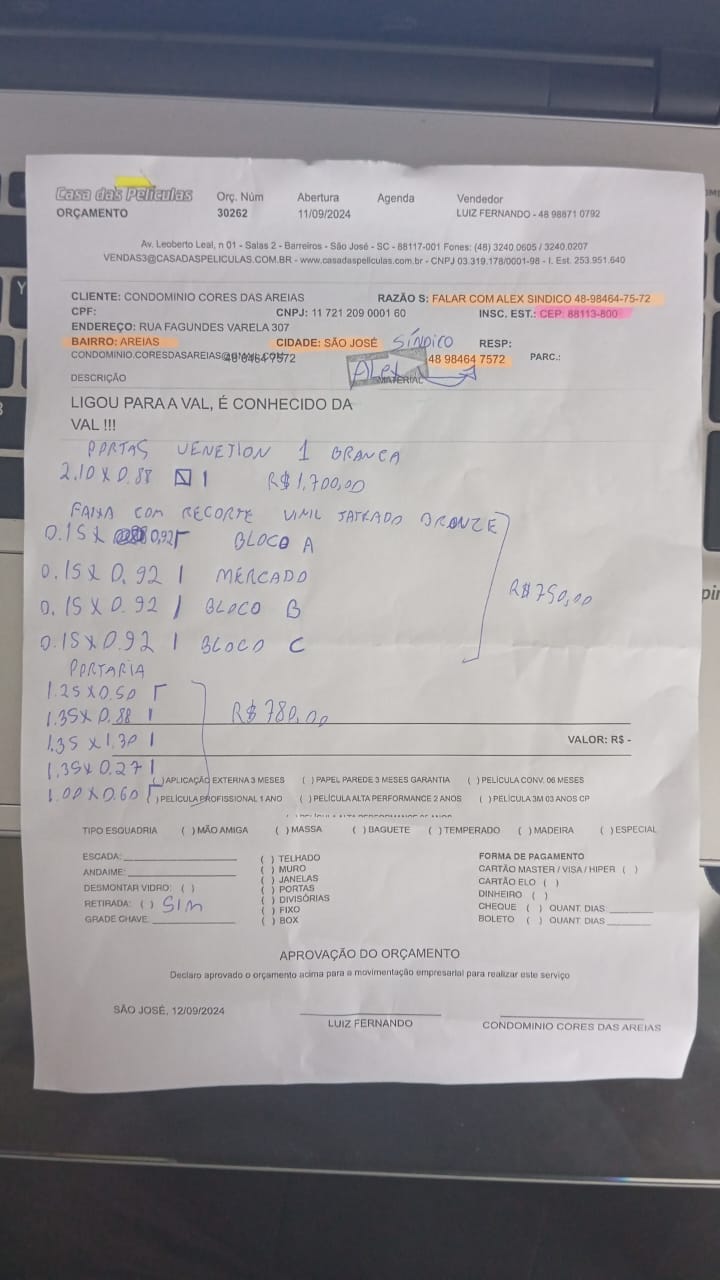 Casa das Películas
ORÇAMENTO
Orç. Núm
30262
Abertura
11/09/2024
Agenda
Vendedor
LUIZ FERNANDO - 48 98871 0792
Av. Leoberto Leal, n 01 - Salas 2 - Barreiros - São José - SC - 88117-001 Fones: (48) 3240.0605 / 3240.0207
VENDAS3@CASADASPELICULAS.COM.BR - www.casadaspeliculas.com.br - CNPJ 03.319.178/0001-98 - I. Est. 253.951.640
CLIENTE: CONDOMINIO CORES DAS AREIAS RAZÃO S: FALAR COM ALEX SINDICO 48-98464-75-72
CPF: CNPJ: 11 721 209 0001 60 INSC. EST.: CEP: 88113-800
ENDEREÇO: RUA FAGUNDES VARELA 307
BAIRRO: AREIAS CIDADE: SÃO JOSÉ SÍNDICO RESP:
CONDOMINIO.CORESDASAREIAS@GMAIL.COM 48 98464 7572 PARC.:
DESCRIÇÃO ALEX MATERIAL
LIGOU PARA A VAL, É CONHECIDO DA
VAL !!!
PORTAS 1 BRANCA
2.10 x 0.88 1 R$ 1.700,00
FAIXA COM RECORTE VINIL JATEADO BRONZE
0.15 x 0,92 BLOCO A
0.15 x 0.92 1 MERCADO
R$ 750,00
0.15 x 0.92 1 BLOCO B
0.15 x 0.92 1 BLOCO C
PORTARIA
1.25 x 0.50
1.35 x 0.88 1 R$ 780,00
1.35 x 1.30 1 VALOR: R$ -
1.35 x 0.27 1
( )APLICAÇÃO EXTERNA 3 MESES ( ) PAPEL PAREDE 3 MESES GARANTIA ( ) PELÍCULA CONV. 06 MESES
1.00 x 0.60
( )PELÍCULA PROFISSIONAL 1 ANO ( )PELÍCULA ALTA PERFORMANCE 2 ANOS ( )PELÍCULA 3M 03 ANOS CP
TIPO ESQUADRIA ( ) MÃO AMIGA ( ) MASSA ( ) BAGUETE ( ) TEMPERADO ( ) MADEIRA ( ) ESPECIAL
ESCADA:
ANDAIME:
DESMONTAR VIDRO: ( )
RETIRADA: ( ) SIM
GRADE CHAVE:
( ) TELHADO
( ) MURO
( ) JANELAS
( ) PORTAS
( ) DIVISÓRIAS
( ) FIXO
( ) BOX
FORMA DE PAGAMENTO
CARTÃO MASTER / VISA / HIPER ( )
CARTÃO ELO ( )
DINHEIRO ( )
CHEQUE ( ) QUANT. DIAS
BOLETO ( ) QUANT. DIAS
APROVAÇÃO DO ORÇAMENTO
Declaro aprovado o orçamento acima para a movimentação empresarial para realizar este serviço
SÃO JOSÉ, 12/09/2024
LUIZ FERNANDO
CONDOMINIO CORES DAS AREIAS